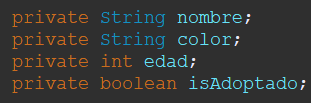 private String nombre;
private String color;
private int edad;
private boolean isAdoptado;